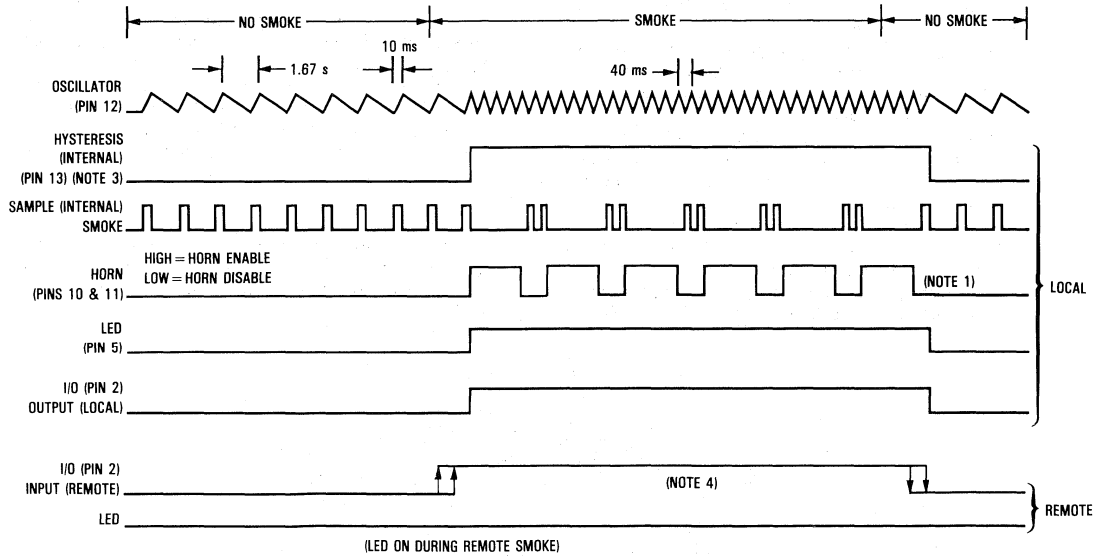 NO SMOKE
SMOKE
NO SMOKE
10 ms
1.67 s
40 ms
OSCILLATOR
(PIN 12)
HYSTERESIS
(INTERNAL)
(PIN 13) (NOTE 3)
SAMPLE (INTERNAL)
SMOKE
HIGH = HORN ENABLE
LOW = HORN DISABLE
HORN
(PINS 10 & 11)
(NOTE 1)
LOCAL
LED
(PIN 5)
I/O (PIN 2)
OUTPUT (LOCAL)
I/O (PIN 2)
INPUT (REMOTE)
(NOTE 4)
REMOTE
LED
(LED ON DURING REMOTE SMOKE)